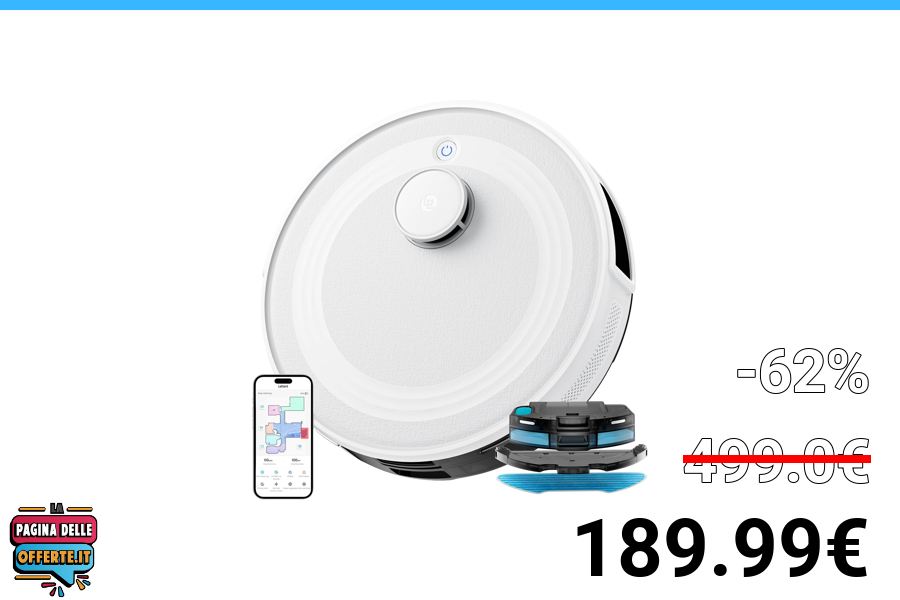 -62%
499.0€
189.99€
LA
PAGINA DELLE
OFFERTE.IT